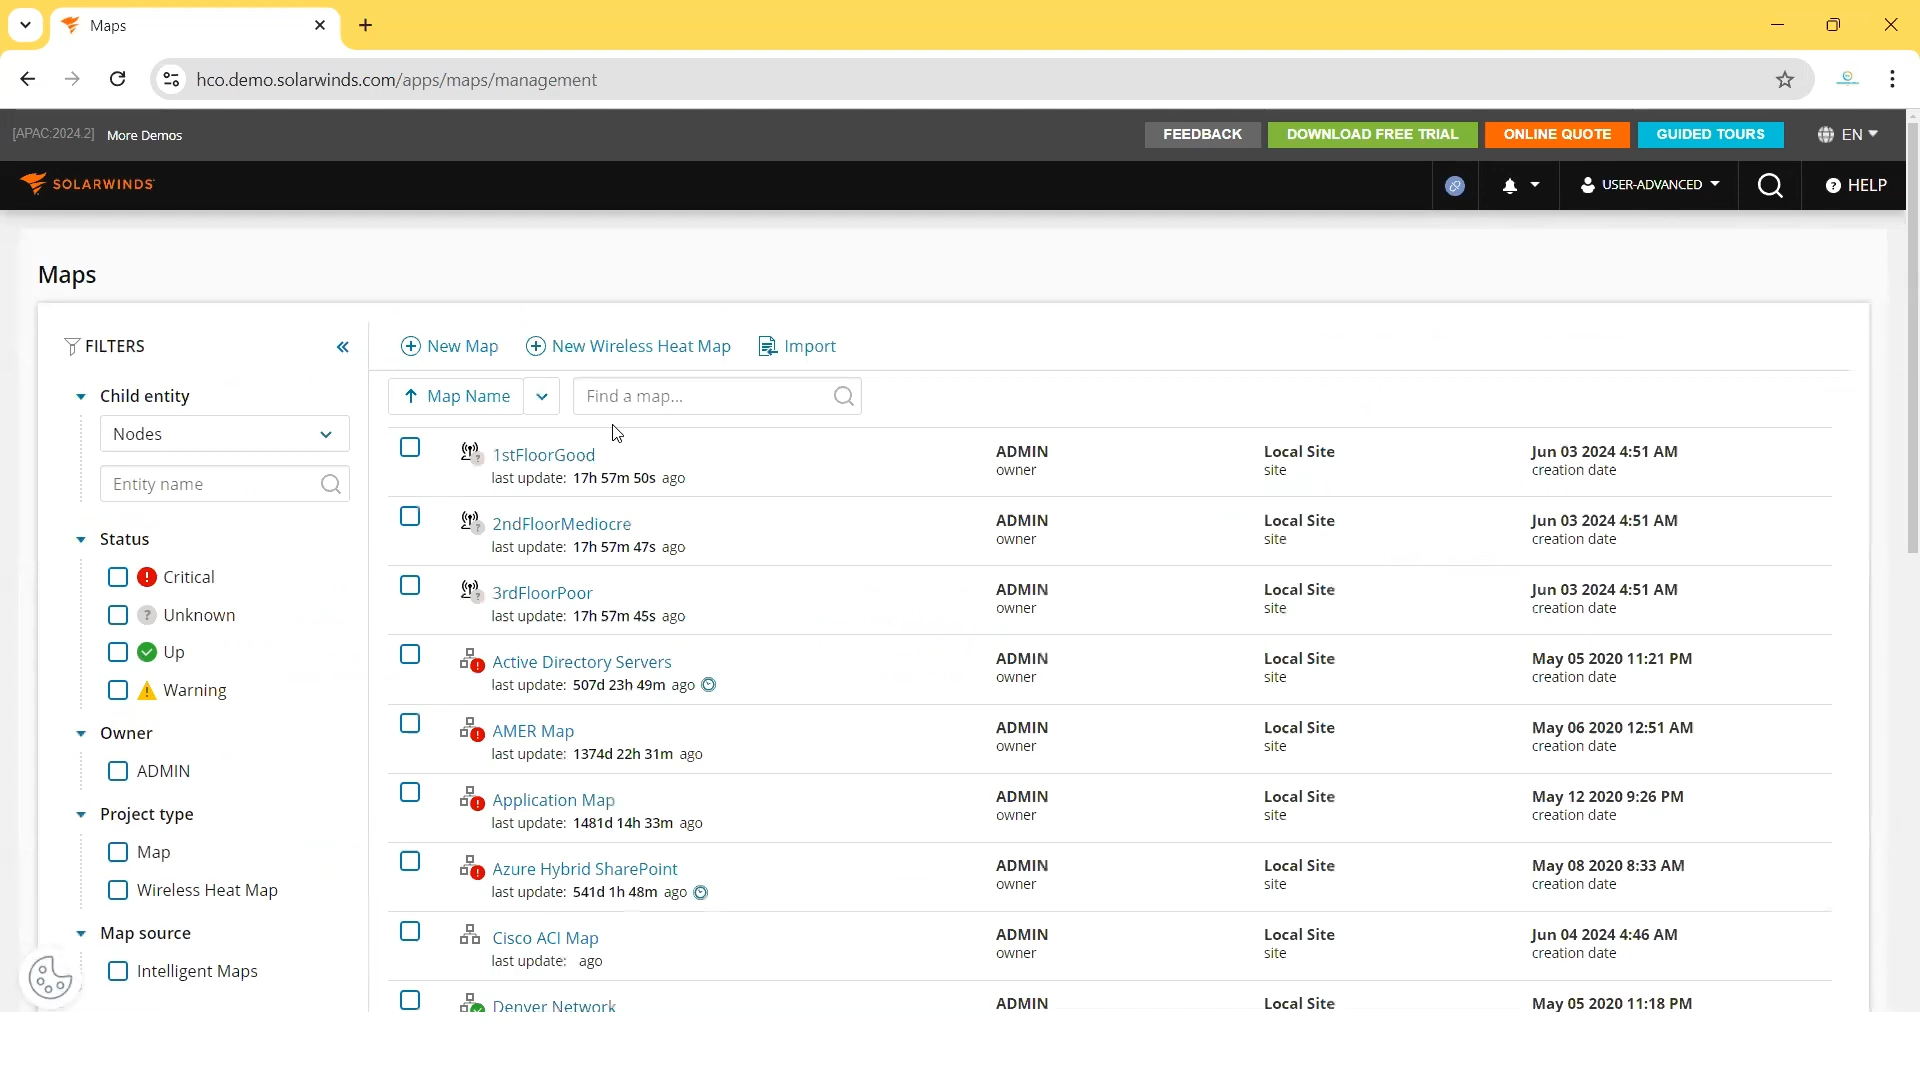 Maps
hco.demo.solarwinds.com/apps/maps/management
[APAC:2024.2] More Demos FEEDBACK DOWNLOAD FREE TRIAL ONLINE QUOTE GUIDED TOURS EN
SOLARWINDS USER-ADVANCED HELP
Maps
FILTERS
Child entity
Nodes
Entity name
Status
Critical
Unknown
Up
Warning
Owner
ADMIN
Project type
Map
Wireless Heat Map
Map source
Intelligent Maps
New Map New Wireless Heat Map Import
Map Name Find a map...
1stFloorGood ADMIN Local Site Jun 03 2024 4:51 AM
last update: 17h 57m 50s ago owner site creation date
2ndFloorMediocre ADMIN Local Site Jun 03 2024 4:51 AM
last update: 17h 57m 47s ago owner site creation date
3rdFloorPoor ADMIN Local Site Jun 03 2024 4:51 AM
last update: 17h 57m 45s ago owner site creation date
Active Directory Servers ADMIN Local Site May 05 2020 11:21 PM
last update: 507d 23h 49m ago owner site creation date
AMER Map ADMIN Local Site May 06 2020 12:51 AM
last update: 1374d 22h 31m ago owner site creation date
Application Map ADMIN Local Site May 12 2020 9:26 PM
last update: 1481d 14h 33m ago owner site creation date
Azure Hybrid SharePoint ADMIN Local Site May 08 2020 8:33 AM
last update: 541d 1h 48m ago owner site creation date
Cisco ACI Map ADMIN Local Site Jun 04 2024 4:46 AM
last update: ago owner site creation date
Denver Network ADMIN Local Site May 05 2020 11:18 PM